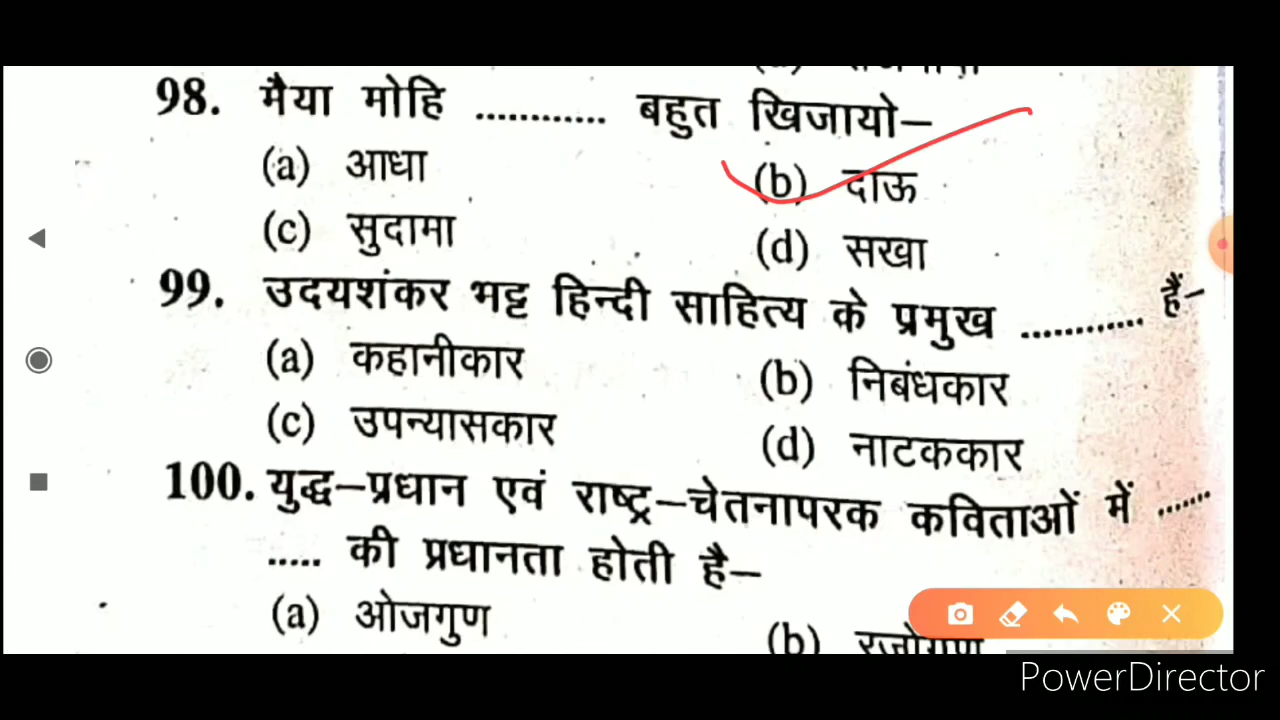 98. मैया मोहि ............ बहुत खिजायो–
(a) आधा (b) दाऊ
(c) सुदामा (d) सखा
99. उदयशंकर भट्ट हिन्दी साहित्य के प्रमुख ............ हैं–
(a) कहानीकार (b) निबंधकार
(c) उपन्यासकार (d) नाटककार
100. युद्ध–प्रधान एवं राष्ट्र–चेतनापरक कविताओं में ......
..... की प्रधानता होती है–
(a) ओजगुण (b) रजोगुण
PowerDirector